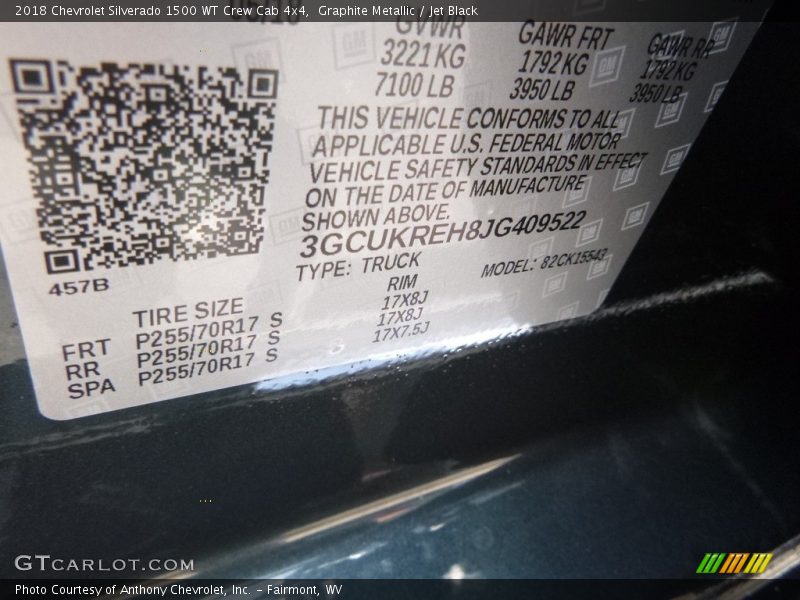 2018 Chevrolet Silverado 1500 WT Crew Cab 4x4, Graphite Metallic / Jet Black
GVWR GAWR FRT GAWR RR
3221 KG 1792 KG 1792 KG
7100 LB 3950 LB 3950 LB
THIS VEHICLE CONFORMS TO ALL
APPLICABLE U.S. FEDERAL MOTOR
VEHICLE SAFETY STANDARDS IN EFFECT
ON THE DATE OF MANUFACTURE
SHOWN ABOVE.
3GCUKREH8JG409522
TYPE: TRUCK MODEL: 82CK15543
457B
TIRE SIZE RIM
FRT P255/70R17 S 17X8J
RR P255/70R17 S 17X8J
SPA P255/70R17 S 17X7.5J
GTCARLOT.COM
Photo Courtesy of Anthony Chevrolet, Inc. – Fairmont, WV